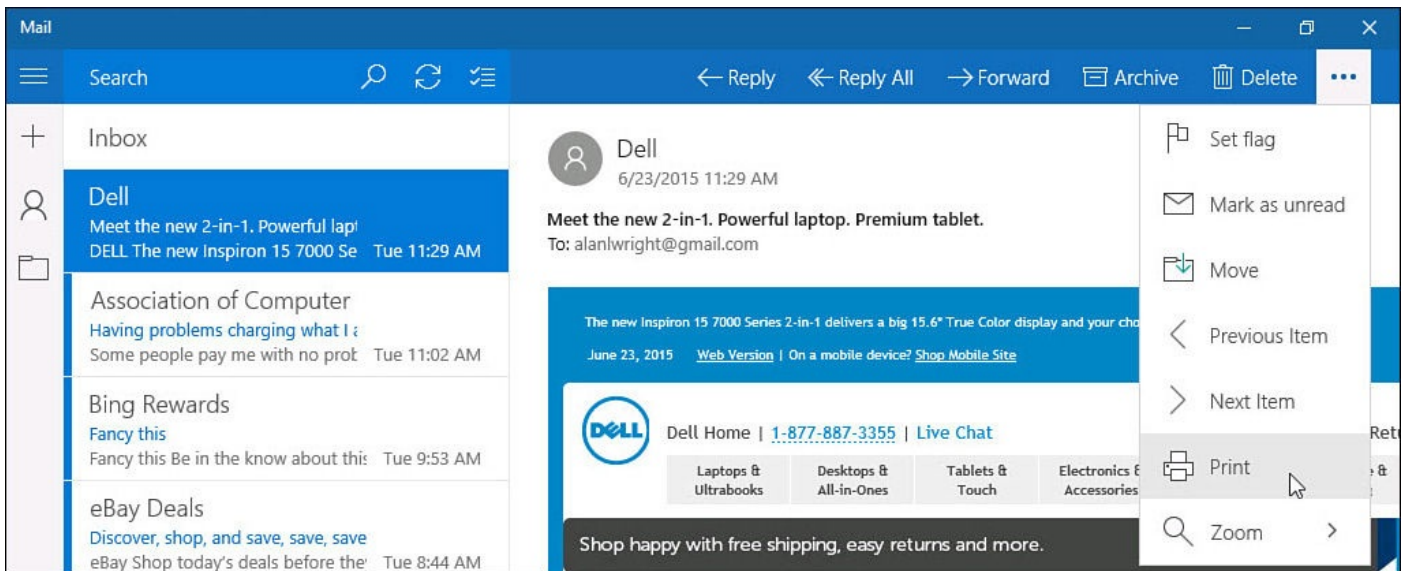 Mail
Search
Reply
Reply All
Forward
Archive
Delete
Inbox
Dell
Meet the new 2-in-1. Powerful lapt
DELL The new Inspiron 15 7000 Se Tue 11:29 AM
Association of Computer
Having problems charging what I a
Some people pay me with no prob Tue 11:02 AM
Bing Rewards
Fancy this
Fancy this Be in the know about this Tue 9:53 AM
eBay Deals
Discover, shop, and save, save, save
eBay Shop today's deals before they Tue 8:44 AM
Dell
6/23/2015 11:29 AM
Meet the new 2-in-1. Powerful laptop. Premium tablet.
To: alanlwright@gmail.com
The new Inspiron 15 7000 Series 2-in-1 delivers a big 15.6" True Color display and your cho
June 23, 2015 Web Version | On a mobile device? Shop Mobile Site
DELL
Dell Home | 1-877-887-3355 | Live Chat
Retu
Laptops &
Ultrabooks
Desktops &
All-in-Ones
Tablets &
Touch
Electronics &
Accessories
Shop happy with free shipping, easy returns and more.
Set flag
Mark as unread
Move
Previous Item
Next Item
Print
Zoom